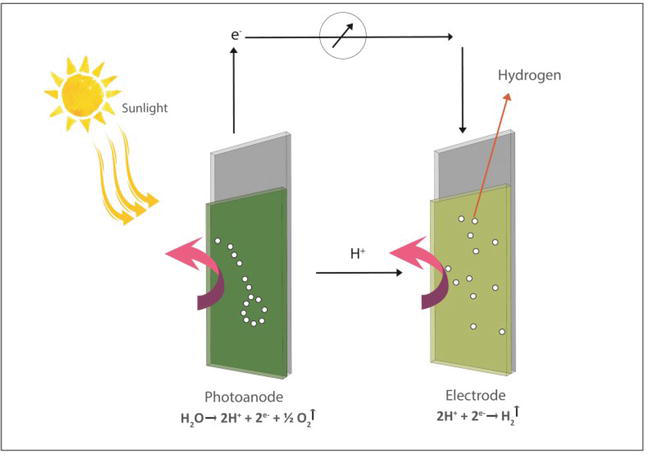 e⁻
Hydrogen
Sunlight
H⁺
Photoanode
H₂O→ 2H⁺ + 2ᵉ⁻ + ½ O₂↑
Electrode
2H⁺ + 2ᵉ⁻→ H₂↑